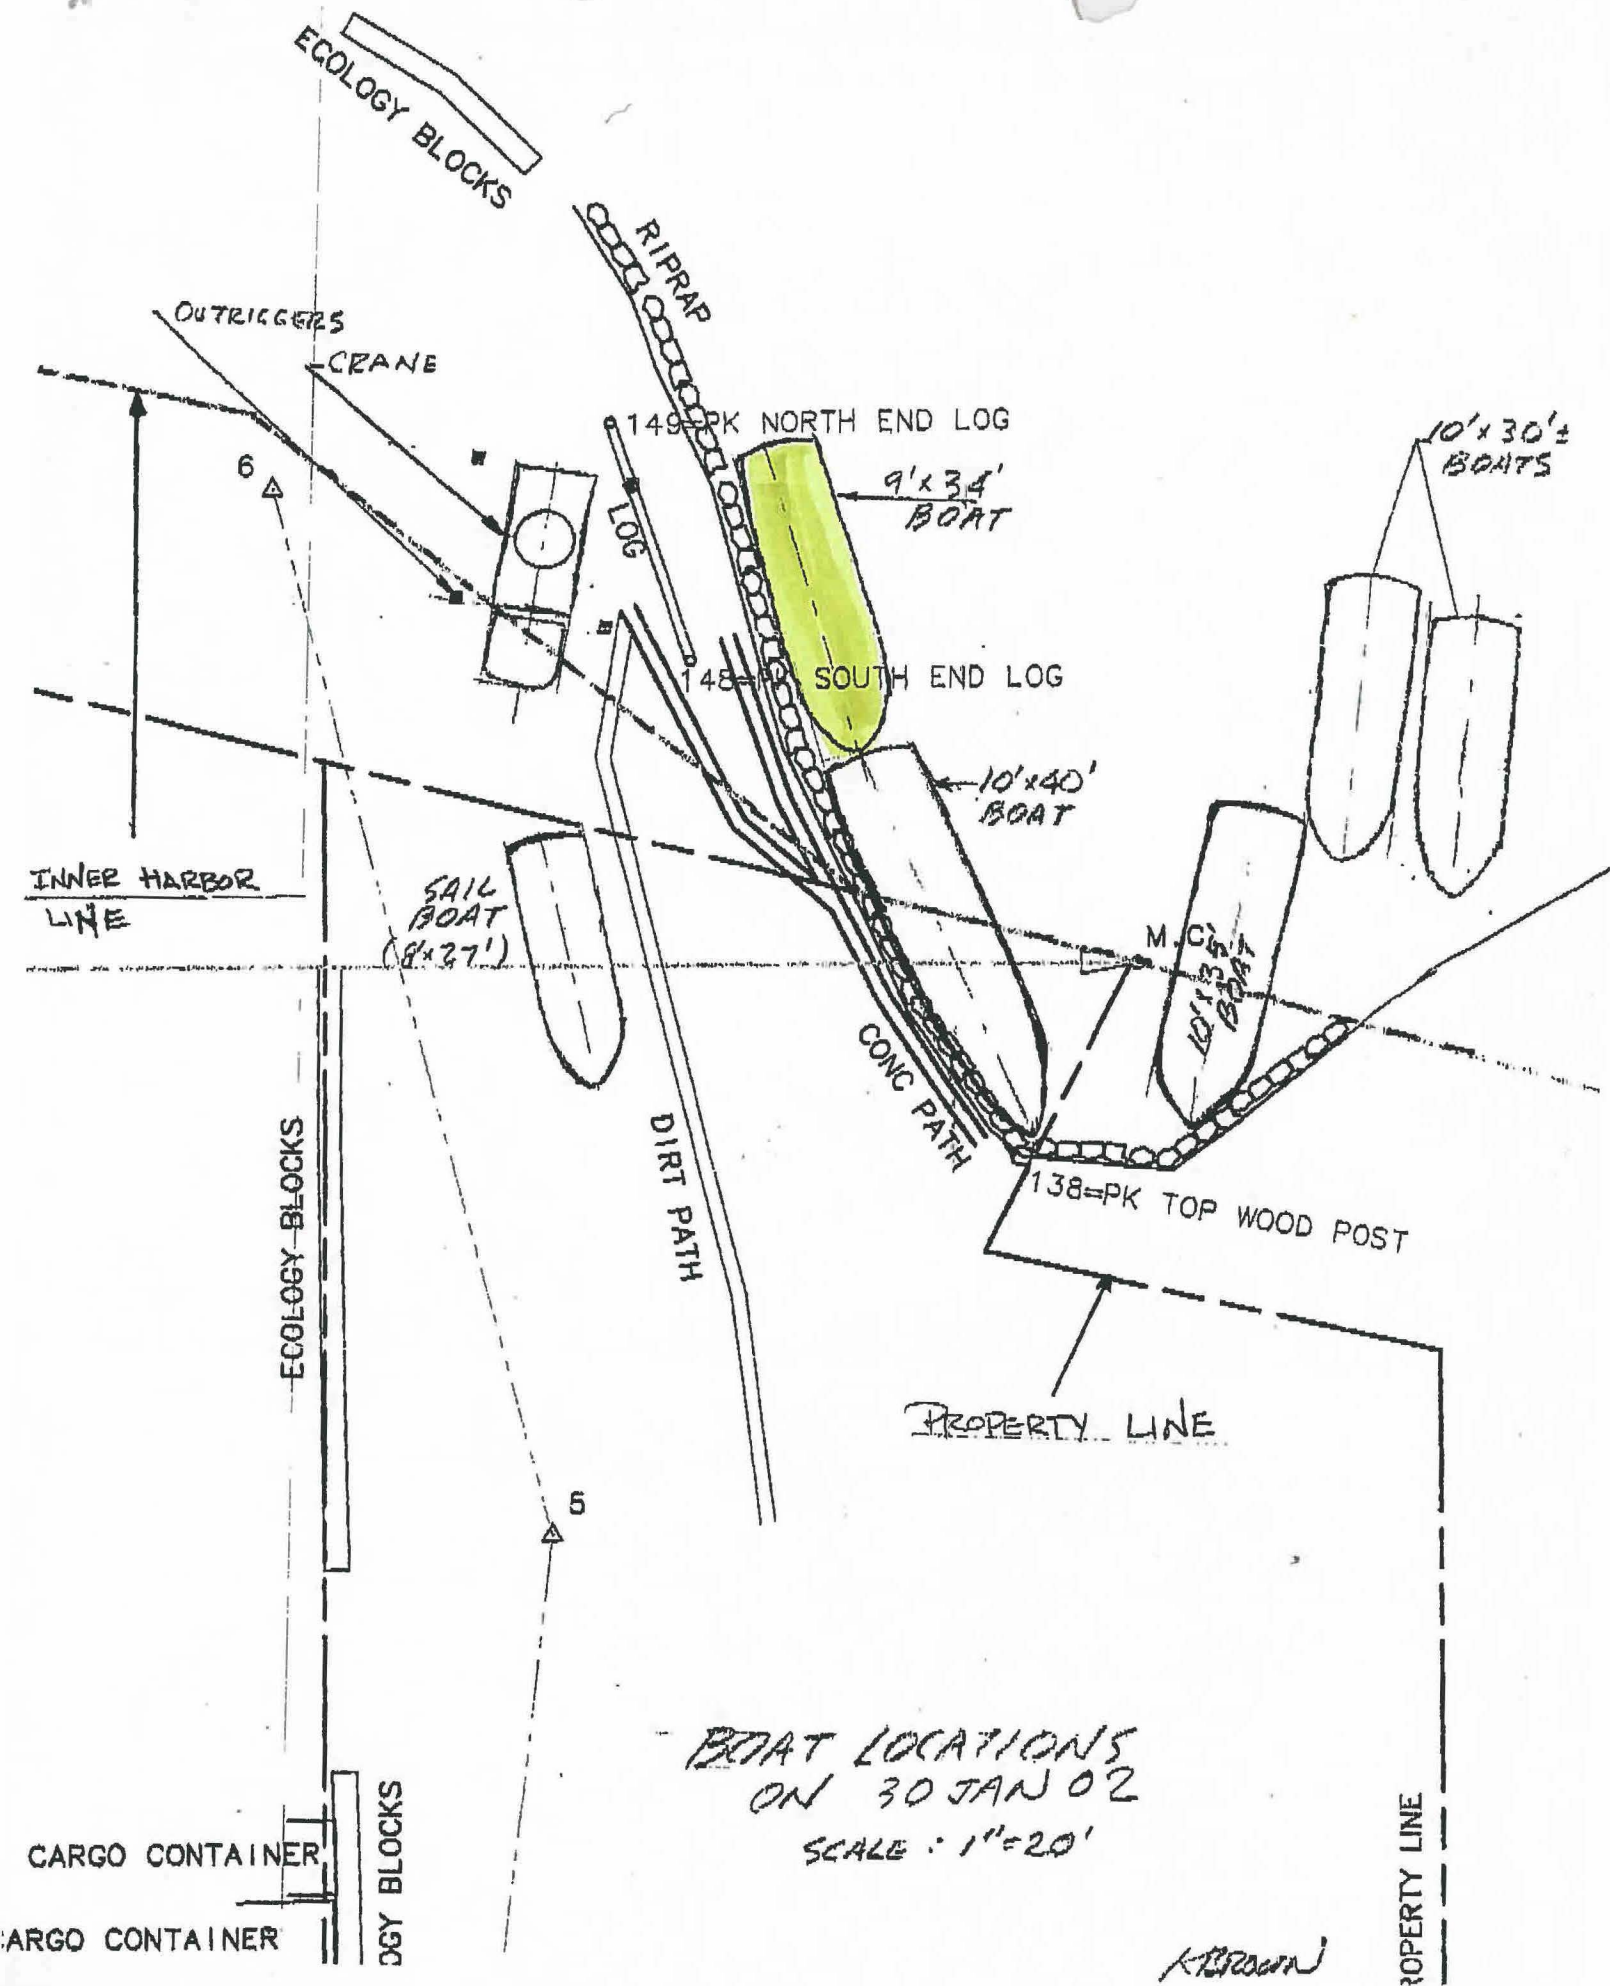 ECOLOGY BLOCKS
RIPRAP
OUTRIGGERS
CRANE
149=PK NORTH END LOG
9'x34'
BOAT
10'x30'±
BOATS
6
LOG
148=PK SOUTH END LOG
10'x40'
BOAT
INNER HARBOR
LINE
SAIL
BOAT
(8'x27')
M.C.
10'x35'
BOAT
CONC PATH
ECOLOGY BLOCKS
DIRT PATH
138=PK TOP WOOD POST
PROPERTY LINE
5
BOAT LOCATIONS
ON 30 JAN 02
SCALE : 1"=20'
CARGO CONTAINER
OGY BLOCKS
ARGO CONTAINER
ROPERTY LINE
KBROWN